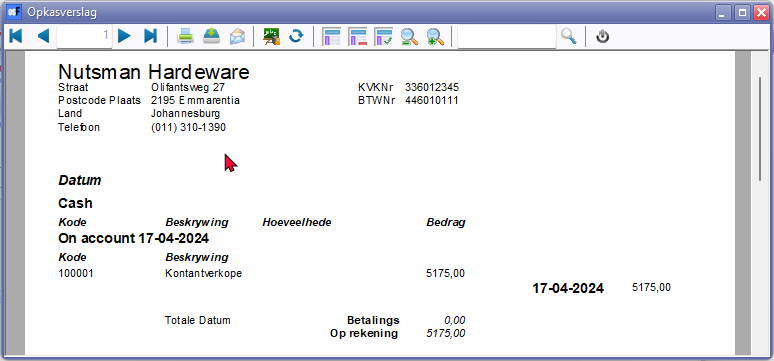 Opkasverslag
1
Nutsman Hardeware
Straat Olifantsweg 27 KVKNr 336012345
Postcode Plaats 2195 Emmarentia BTWNr 446010111
Land Johannesburg
Telefoon (011) 310-1390
Datum
Cash
Kode Beskrywing Hoeveelhede Bedrag
On account 17-04-2024
Kode Beskrywing
100001 Kontantverkope 5175,00
17-04-2024 5175,00
Totale Datum Betalings 0,00
Op rekening 5175,00